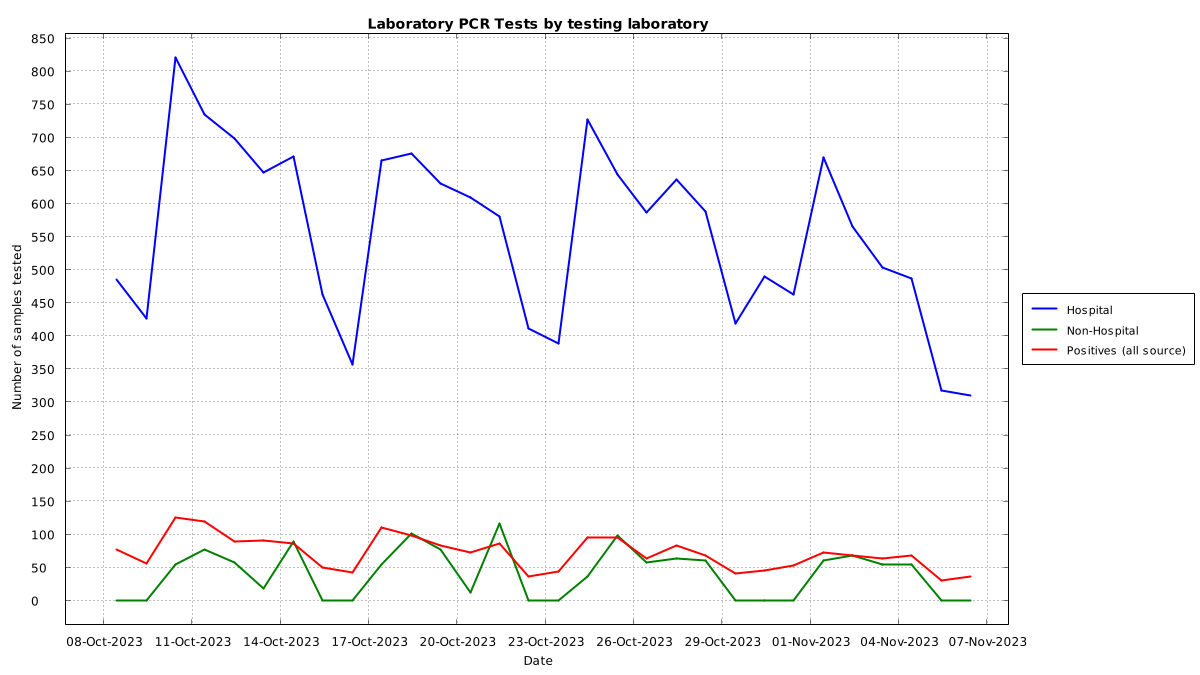 Laboratory PCR Tests by testing laboratory
Number of samples tested
850
800
750
700
650
600
550
500
450
400
350
300
250
200
150
100
50
0
08-Oct-2023 11-Oct-2023 14-Oct-2023 17-Oct-2023 20-Oct-2023 23-Oct-2023 26-Oct-2023 29-Oct-2023 01-Nov-2023 04-Nov-2023 07-Nov-2023
Date
Hospital
Non-Hospital
Positives (all source)